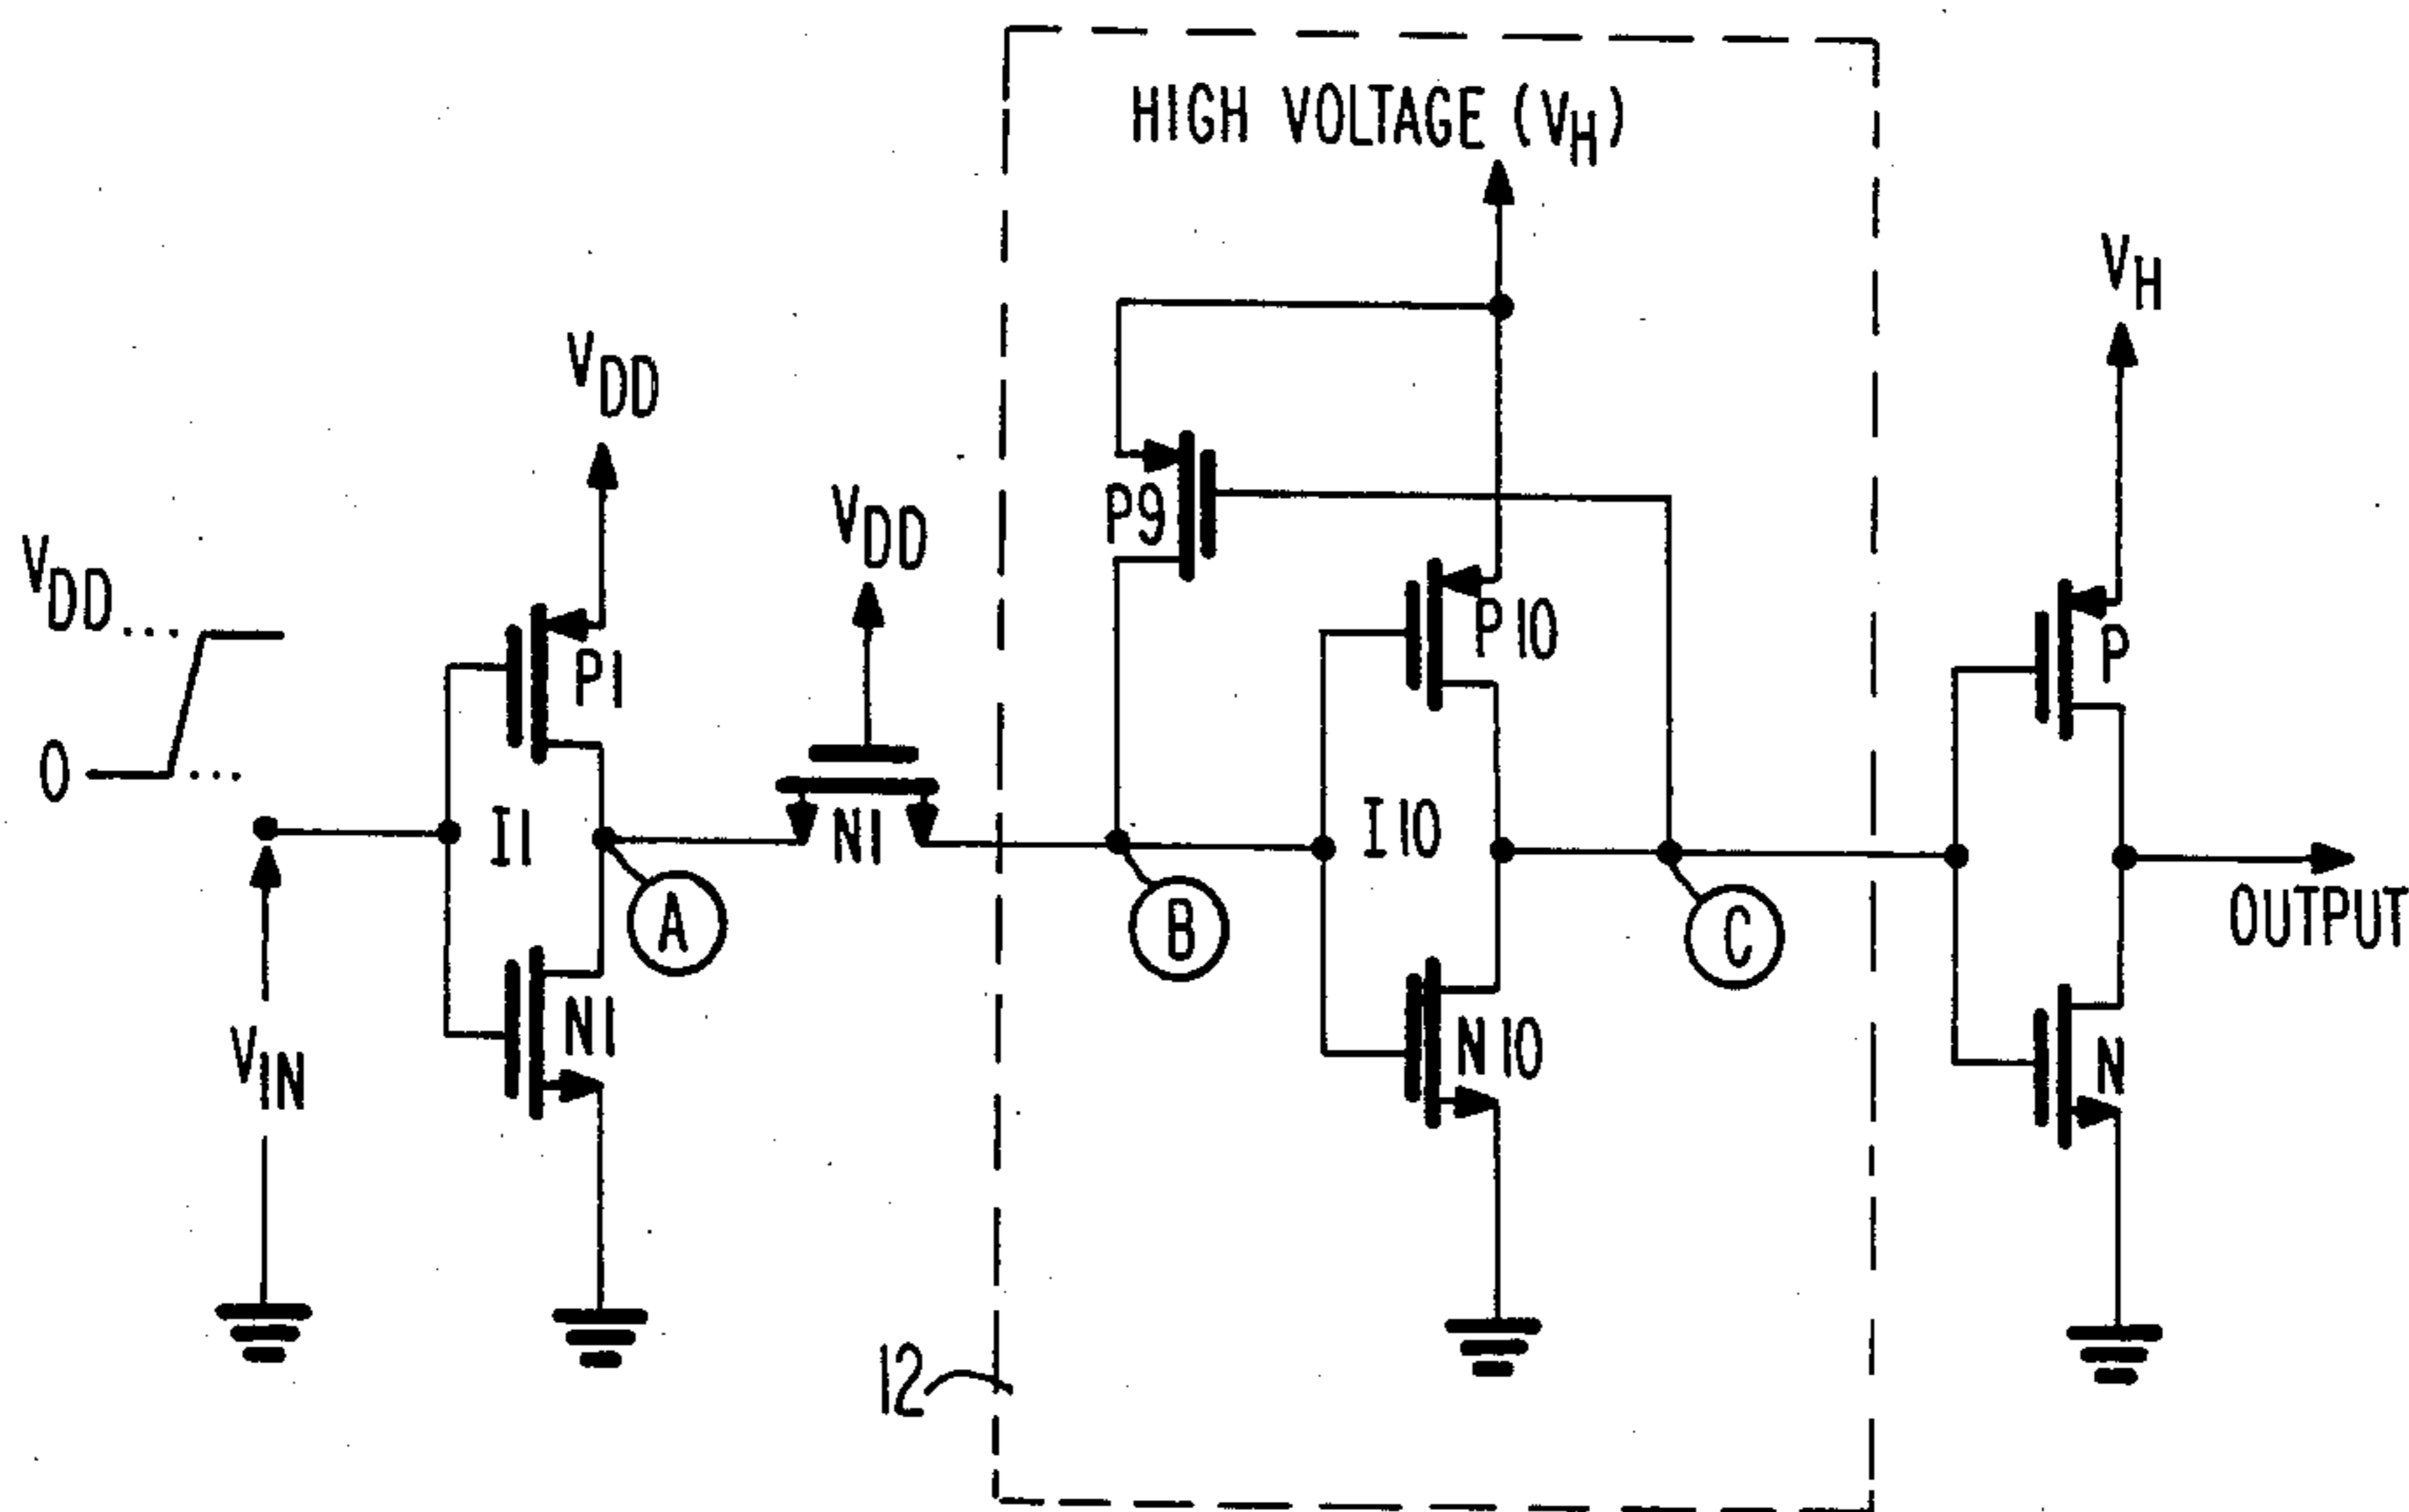 HIGH VOLTAGE (VH)
VH
VDD
VDD
VDD...
0 ...
P9
P10
P1
P
I1
N1
I10
A
B
C
OUTPUT
N1
N10
N
VIN
12